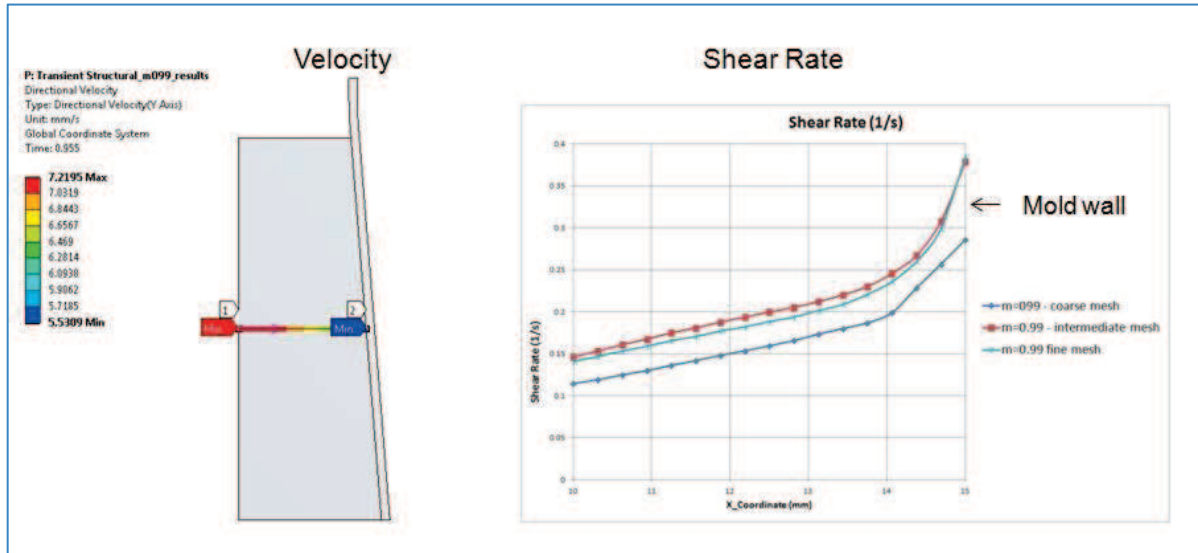 Velocity
Shear Rate
P: Transient Structural_m099_results
Directional Velocity
Type: Directional Velocity(Y Axis)
Unit: mm/s
Global Coordinate System
Time: 0.955
7.2195 Max
7.0319
6.8443
6.6567
6.469
6.2814
6.0938
5.9062
5.7185
5.5309 Min
1
2
Max
Min
Shear Rate (1/s)
Shear Rate (1/s)
0.4
0.35
0.3
0.25
0.2
0.15
0.1
0.05
0
10
11
12
13
14
15
X_Coordinate (mm)
← Mold wall
m=099 - coarse mesh
m=0.99 - intermediate mesh
m=0.99 fine mesh